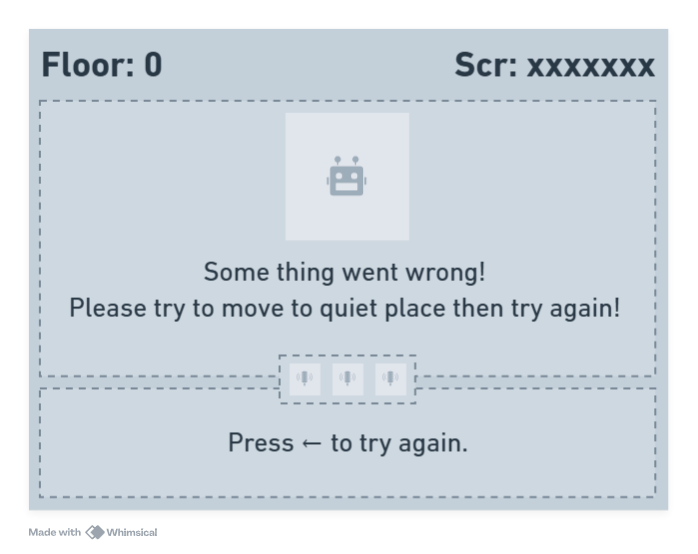 Floor: 0
Scr: xxxxxxx
Some thing went wrong!
Please try to move to quiet place then try again!
Press ← to try again.
Made with Whimsical